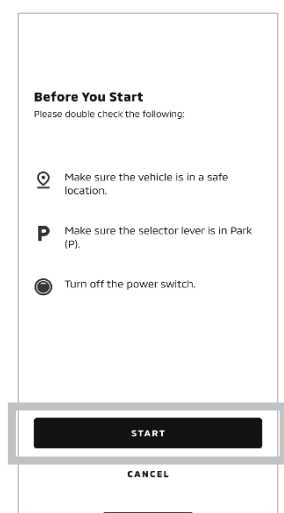 Before You Start
Please double check the following:
Make sure the vehicle is in a safe
location.
P
Make sure the selector lever is in Park
(P).
Turn off the power switch.
START
CANCEL